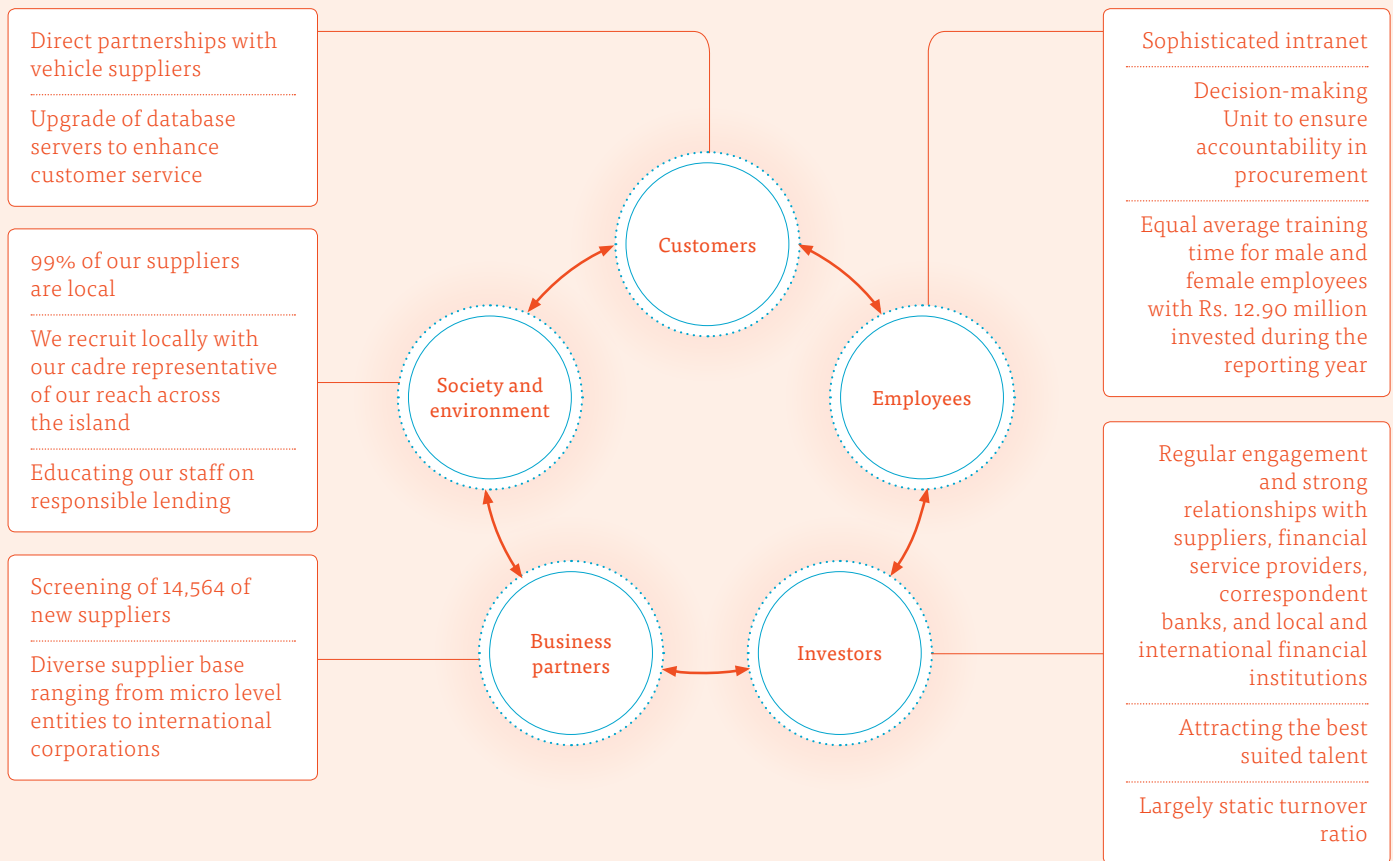 Direct partnerships with
vehicle suppliers
Upgrade of database
servers to enhance
customer service
99% of our suppliers
are local
We recruit locally with
our cadre representative
of our reach across
the island
Educating our staff on
responsible lending
Screening of 14,564 of
new suppliers
Diverse supplier base
ranging from micro level
entities to international
corporations
Customers
Society and
environment
Employees
Business
partners
Investors
Sophisticated intranet
Decision-making
Unit to ensure
accountability in
procurement
Equal average training
time for male and
female employees
with Rs. 12.90 million
invested during the
reporting year
Regular engagement
and strong
relationships with
suppliers, financial
service providers,
correspondent
banks, and local and
international financial
institutions
Attracting the best
suited talent
Largely static turnover
ratio